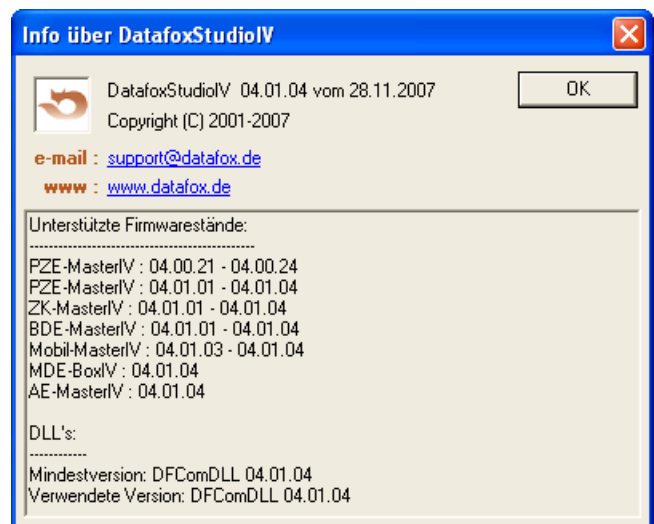 Info über DatafoxStudioIV
DatafoxStudioIV 04.01.04 vom 28.11.2007
OK
Copyright (C) 2001-2007
e-mail : support@datafox.de
www : www.datafox.de
Unterstützte Firmwarestände:
----------------------------------------------
PZE-MasterIV : 04.00.21 - 04.00.24
PZE-MasterIV : 04.01.01 - 04.01.04
ZK-MasterIV : 04.01.01 - 04.01.04
BDE-MasterIV : 04.01.01 - 04.01.04
Mobil-MasterIV : 04.01.03 - 04.01.04
MDE-BoxIV : 04.01.04
AE-MasterIV : 04.01.04
DLL's:
------------
Mindestversion: DFComDLL 04.01.04
Verwendete Version: DFComDLL 04.01.04